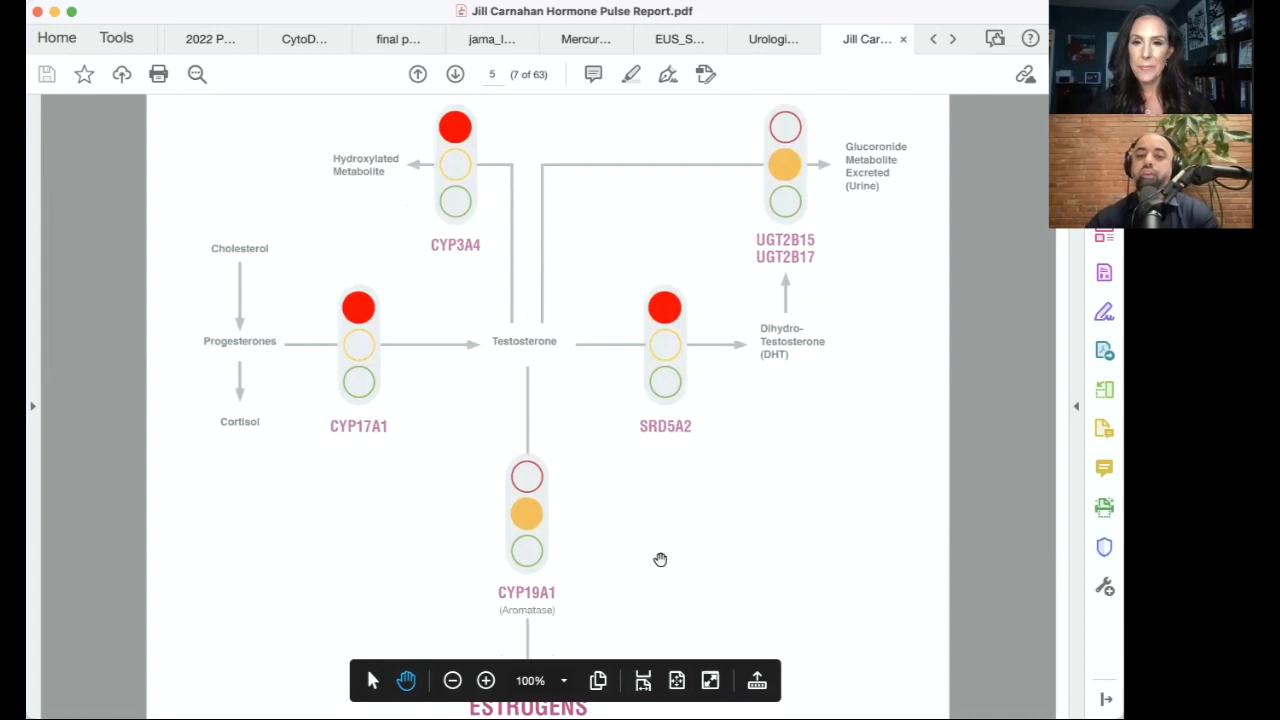 Jill Carnahan Hormone Pulse Report.pdf
Home Tools 2022 P... CytoD... final p... jama_l... Mercur... EUS_S... Urologi... Jill Car... ×
5 (7 of 63)
Hydroxylated
Metabolite
Glucoronide
Metabolite
Excreted
(Urine)
CYP3A4
UGT2B15
UGT2B17
Cholesterol
Progesterones
Testosterone
Dihydro-
Testosterone
(DHT)
Cortisol
CYP17A1
SRD5A2
CYP19A1
(Aromatase)
100%
ESTROGENS